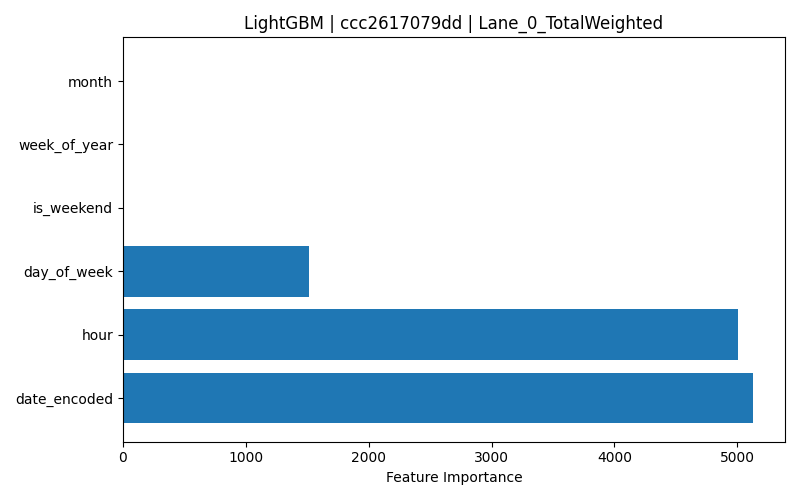 LightGBM | ccc2617079dd | Lane_0_TotalWeighted
month
week_of_year
is_weekend
day_of_week
hour
date_encoded
0 1000 2000 3000 4000 5000
Feature Importance